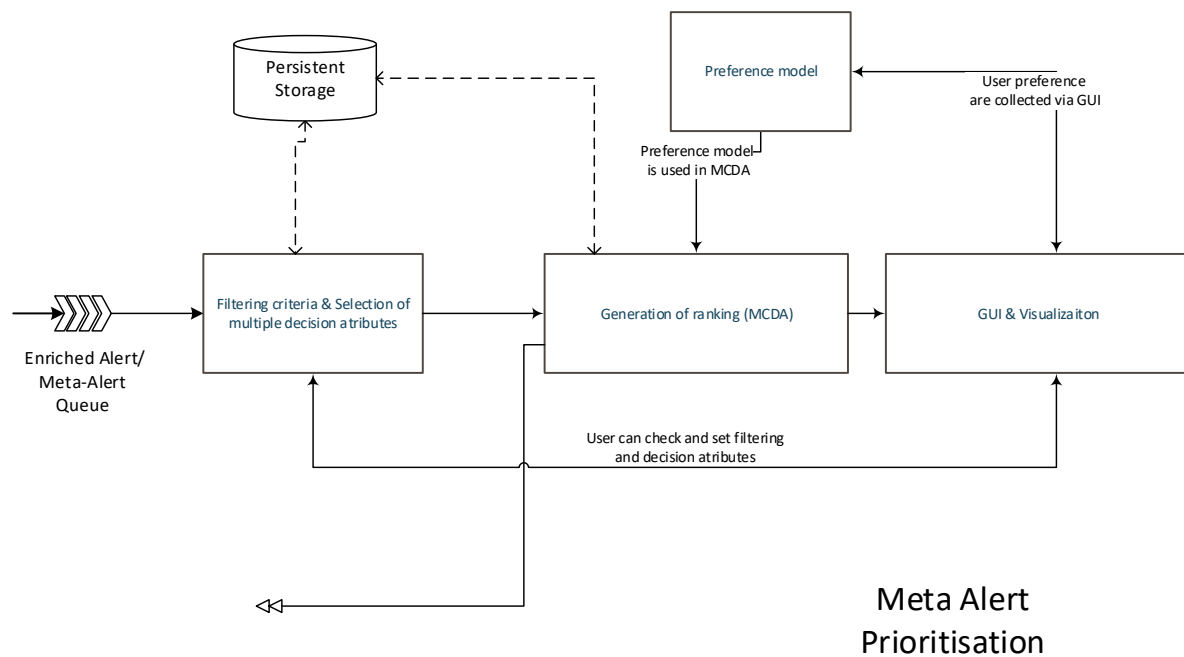 Persistent
Storage
Preference model
User preference
are collected via GUI
Preference model
is used in MCDA
Filtering criteria & Selection of
multiple decision atributes
Generation of ranking (MCDA)
GUI & Visualizaiton
Enriched Alert/
Meta-Alert
Queue
User can check and set filtering
and decision atributes
Meta Alert
Prioritisation